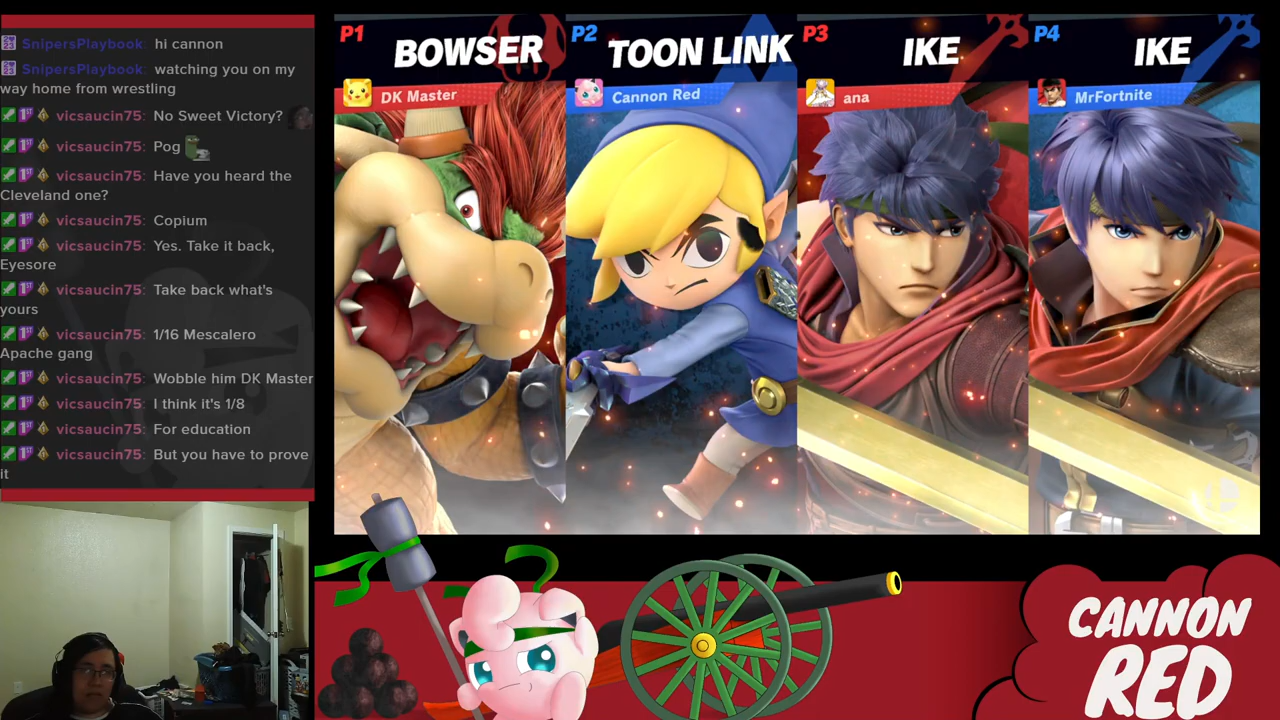 SnipersPlaybook: hi cannon
SnipersPlaybook: watching you on my
way home from wrestling
vicsaucin75: No Sweet Victory?
vicsaucin75: Pog
vicsaucin75: Have you heard the
Cleveland one?
vicsaucin75: Copium
vicsaucin75: Yes. Take it back,
Eyesore
vicsaucin75: Take back what's
yours
vicsaucin75: 1/16 Mescalero
Apache gang
vicsaucin75: Wobble him DK Master
vicsaucin75: I think it's 1/8
vicsaucin75: For education
vicsaucin75: But you have to prove
it
P1 BOWSER
DK Master
P2 TOON LINK
Cannon Red
P3 IKE
ana
P4 IKE
MrFortnite
CANNON
RED